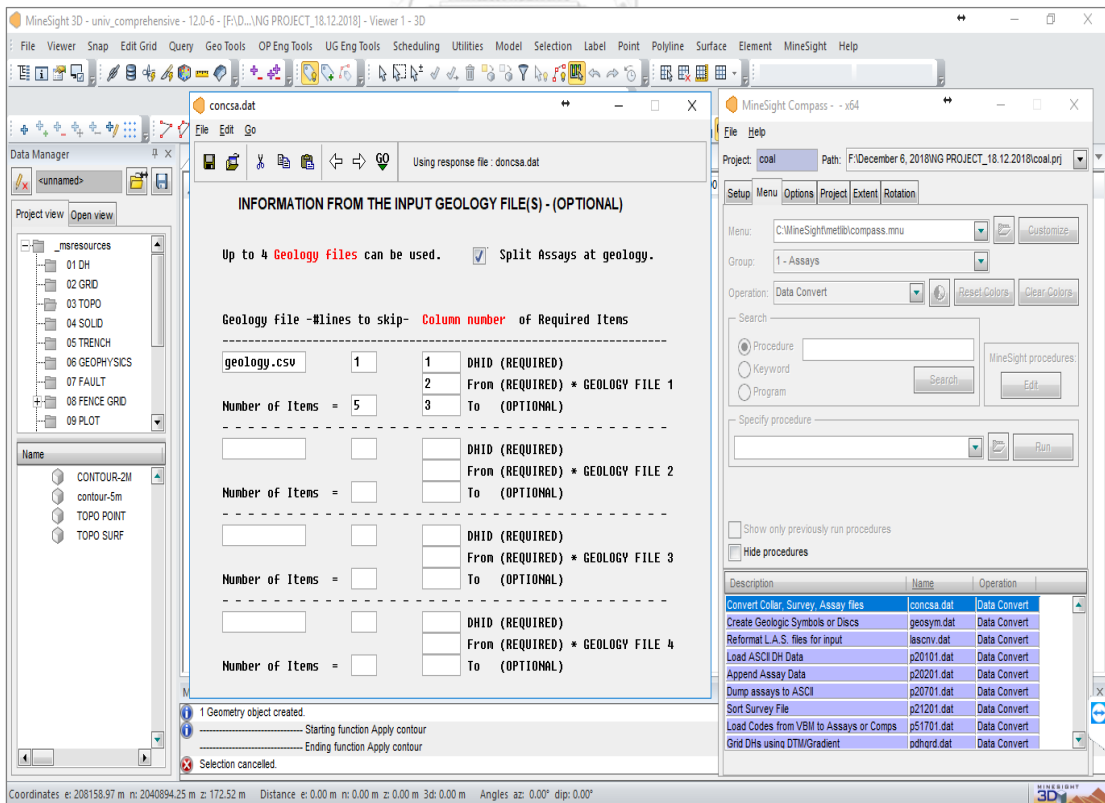 MineSight 3D - univ_comprehensive - 12.0-6 - [F:\D...\NG PROJECT_18.12.2018] - Viewer 1 - 3D
File Viewer Snap Edit Grid Query Geo Tools OP Eng Tools UG Eng Tools Scheduling Utilities Model Selection Label Point Polyline Surface Element MineSight Help
Data Manager
<unnamed>
Project view Open view
_msresources
01 DH
02 GRID
03 TOPO
04 SOLID
05 TRENCH
06 GEOPHYSICS
07 FAULT
08 FENCE GRID
09 PLOT
Name
CONTOUR-2M
contour-5m
TOPO POINT
TOPO SURF
concsa.dat
File Edit Go
GO
Using response file : doncsa.dat
INFORMATION FROM THE INPUT GEOLOGY FILE(S) - (OPTIONAL)
Up to 4 Geology files can be used. Split Assays at geology.
Geology file -#lines to skip- Column number of Required Items
geology.csv 1 1 DHID (REQUIRED)
2 From (REQUIRED) * GEOLOGY FILE 1
Number of Items = 5 3 To (OPTIONAL)
DHID (REQUIRED)
From (REQUIRED) * GEOLOGY FILE 2
Number of Items = To (OPTIONAL)
DHID (REQUIRED)
From (REQUIRED) * GEOLOGY FILE 3
Number of Items = To (OPTIONAL)
DHID (REQUIRED)
From (REQUIRED) * GEOLOGY FILE 4
Number of Items = To (OPTIONAL)
1 Geometry object created.
------------------------------ Starting function Apply contour
------------------------------ Ending function Apply contour
Selection cancelled.
MineSight Compass - - x64
File Help
Project: coal Path: F:\December 6, 2018\NG PROJECT_18.12.2018\coal.prj
Setup Menu Options Project Extent Rotation
Menu: C:\MineSight\metlib\compass.mnu Customize
Group: 1 - Assays
Operation: Data Convert Reset Colors Clear Colors
Search
Procedure
Keyword
Program
Search
MineSight procedures:
Edit
Specify procedure
Run
Show only previously run procedures
Hide procedures
Description Name Operation
Convert Collar, Survey, Assay files concsa.dat Data Convert
Create Geologic Symbols or Discs geosym.dat Data Convert
Reformat L.A.S. files for input lascnv.dat Data Convert
Load ASCII DH Data p20101.dat Data Convert
Append Assay Data p20201.dat Data Convert
Dump assays to ASCII p20701.dat Data Convert
Sort Survey File p21201.dat Data Convert
Load Codes from VBM to Assays or Comps p51701.dat Data Convert
Grid DHs using DTM/Gradient pdhgrd.dat Data Convert
Coordinates e: 208158.97 m n: 2040894.25 m z: 172.52 m Distance e: 0.00 m n: 0.00 m z: 0.00 m 3d: 0.00 m Angles az: 0.00° dip: 0.00°
MINESIGHT
3D